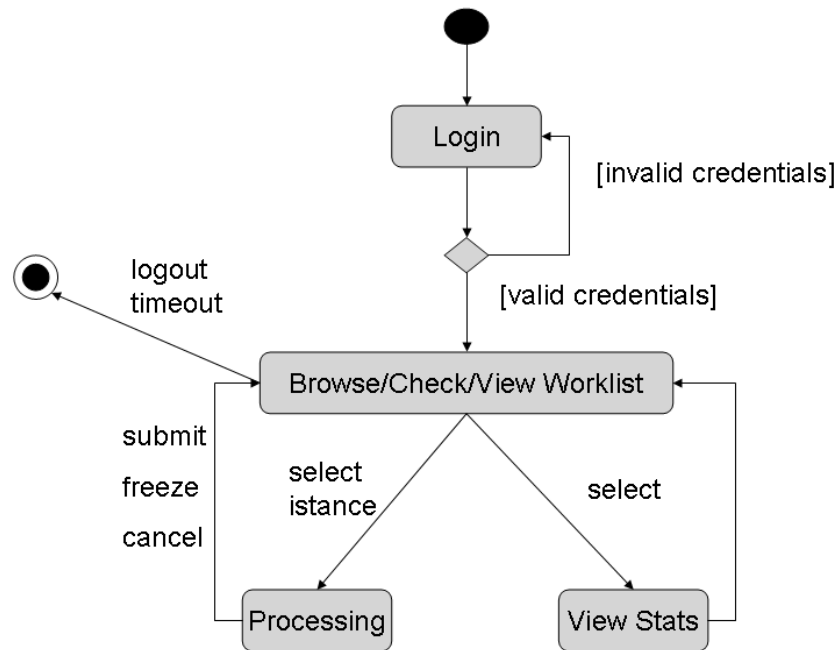 Login
[invalid credentials]
logout
timeout
[valid credentials]
Browse/Check/View Worklist
submit
freeze
cancel
select
istance
select
Processing
View Stats